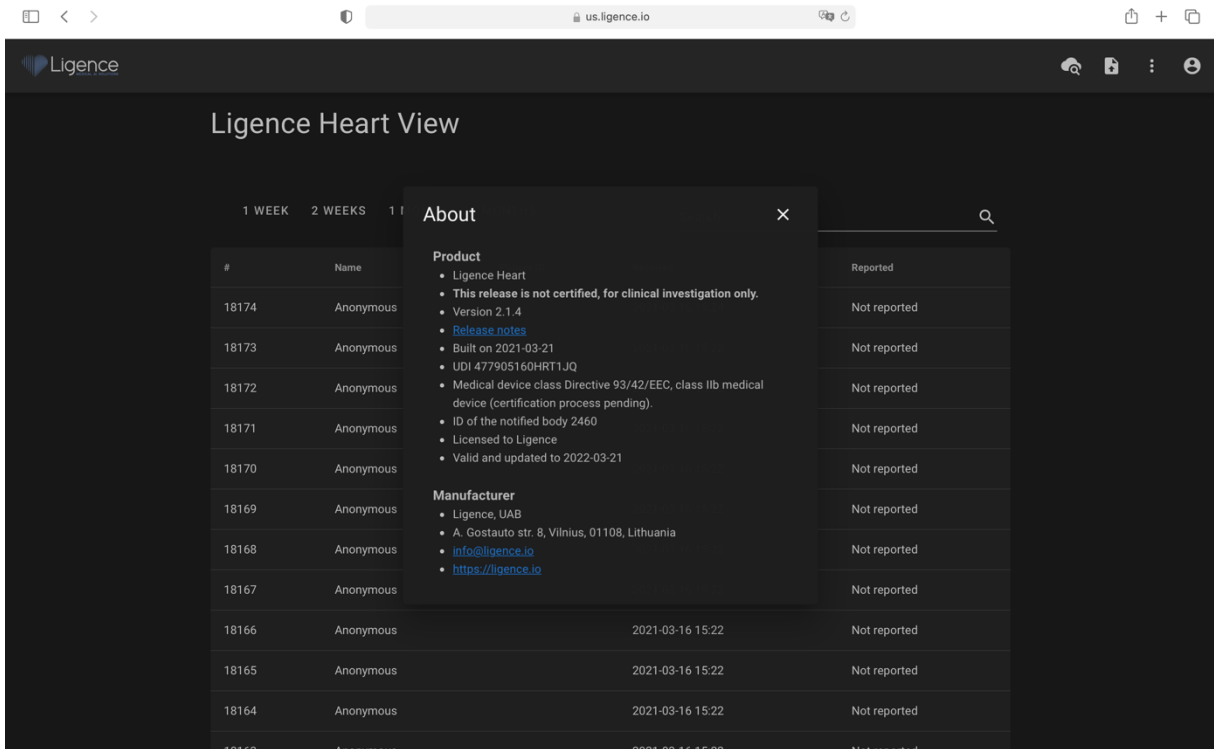 us.ligence.io
Ligence
Ligence Heart View
1 WEEK 2 WEEKS
About
# Name Reported
Product
Ligence Heart
This release is not certified, for clinical investigation only.
Version 2.1.4
Release notes
Built on 2021-03-21
UDI 477905160HRT1JQ
Medical device class Directive 93/42/EEC, class IIb medical
device (certification process pending).
ID of the notified body 2460
Licensed to Ligence
Valid and updated to 2022-03-21
Manufacturer
Ligence, UAB
A. Gostauto str. 8, Vilnius, 01108, Lithuania
info@ligence.io
https://ligence.io
18174 Anonymous Not reported
18173 Anonymous Not reported
18172 Anonymous Not reported
18171 Anonymous Not reported
18170 Anonymous Not reported
18169 Anonymous Not reported
18168 Anonymous Not reported
18167 Anonymous Not reported
18166 Anonymous 2021-03-16 15:22 Not reported
18165 Anonymous 2021-03-16 15:22 Not reported
18164 Anonymous 2021-03-16 15:22 Not reported